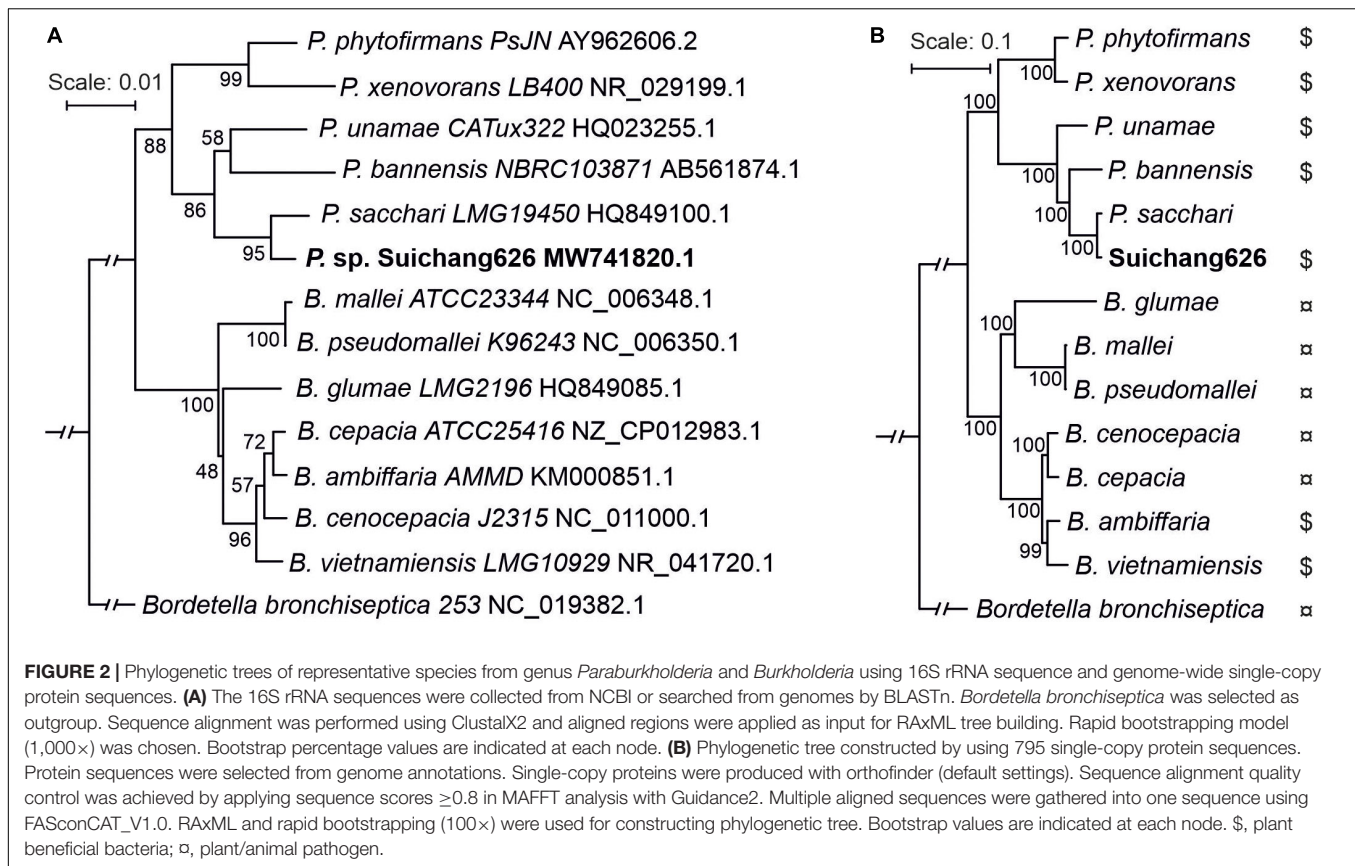 A
B
Scale: 0.01
Scale: 0.1
P. phytofirmans PsJN AY962606.2
99
P. xenovorans LB400 NR_029199.1
88
58
P. unamae CATux322 HQ023255.1
P. bannensis NBRC103871 AB561874.1
86
P. sacchari LMG19450 HQ849100.1
95
P. sp. Suichang626 MW741820.1
B. mallei ATCC23344 NC_006348.1
100
B. pseudomallei K96243 NC_006350.1
B. glumae LMG2196 HQ849085.1
100
72
B. cepacia ATCC25416 NZ_CP012983.1
48
57
B. ambiffaria AMMD KM000851.1
B. cenocepacia J2315 NC_011000.1
96
B. vietnamiensis LMG10929 NR_041720.1
Bordetella bronchiseptica 253 NC_019382.1
P. phytofirmans $
100
P. xenovorans $
100
P. unamae $
100
P. bannensis $
100
P. sacchari
100
Suichang626 $
B. glumae ¤
100
B. mallei ¤
100
B. pseudomallei ¤
100
B. cenocepacia ¤
100
B. cepacia ¤
100
B. ambiffaria $
99
B. vietnamiensis $
Bordetella bronchiseptica ¤
FIGURE 2 | Phylogenetic trees of representative species from genus Paraburkholderia and Burkholderia using 16S rRNA sequence and genome-wide single-copy
protein sequences. (A) The 16S rRNA sequences were collected from NCBI or searched from genomes by BLASTn. Bordetella bronchiseptica was selected as
outgroup. Sequence alignment was performed using ClustalX2 and aligned regions were applied as input for RAxML tree building. Rapid bootstrapping model
(1,000×) was chosen. Bootstrap percentage values are indicated at each node. (B) Phylogenetic tree constructed by using 795 single-copy protein sequences.
Protein sequences were selected from genome annotations. Single-copy proteins were produced with orthofinder (default settings). Sequence alignment quality
control was achieved by applying sequence scores ≥0.8 in MAFFT analysis with Guidance2. Multiple aligned sequences were gathered into one sequence using
FASconCAT_V1.0. RAxML and rapid bootstrapping (100×) were used for constructing phylogenetic tree. Bootstrap values are indicated at each node. $, plant
beneficial bacteria; ¤, plant/animal pathogen.